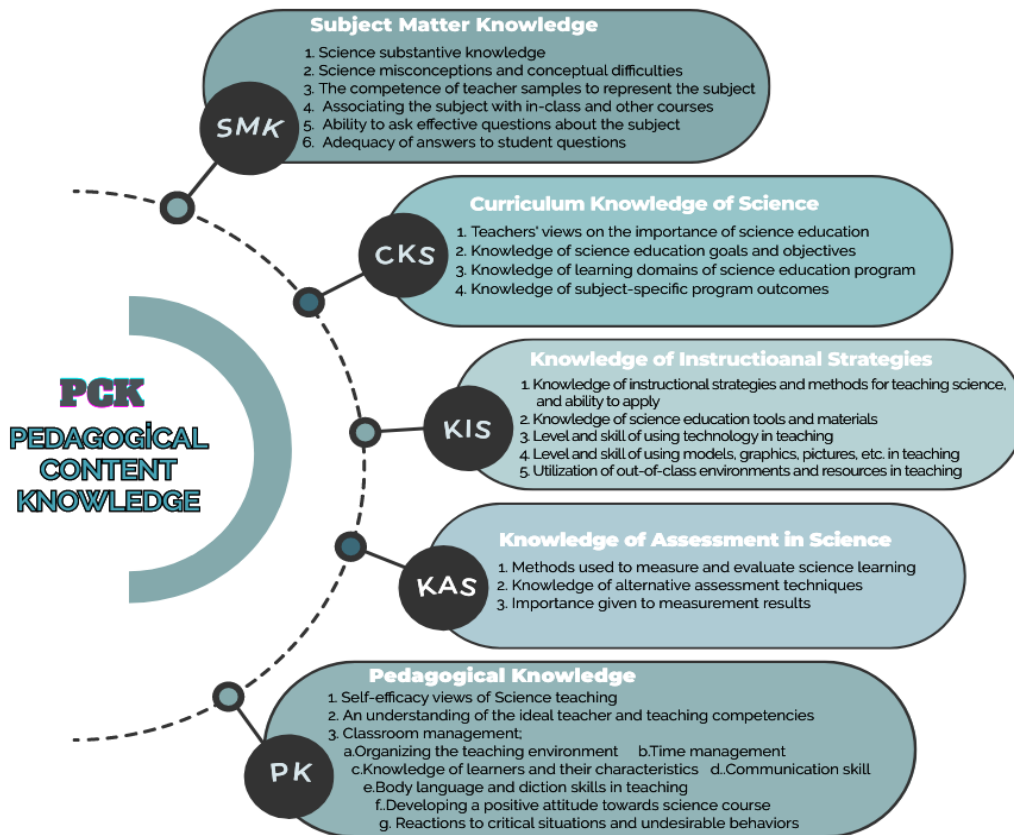 Subject Matter Knowledge
1. Science substantive knowledge
2. Science misconceptions and conceptual difficulties
3. The competence of teacher samples to represent the subject
4. Associating the subject with in-class and other courses
5. Ability to ask effective questions about the subject
6. Adequacy of answers to student questions
SMK
Curriculum Knowledge of Science
1. Teachers' views on the importance of science education
2. Knowledge of science education goals and objectives
3. Knowledge of learning domains of science education program
4. Knowledge of subject-specific program outcomes
CKS
PCK
PEDAGOGİCAL
CONTENT
KNOWLEDGE
Knowledge of Instructioanal Strategies
1. Knowledge of instructional strategies and methods for teaching science,
and ability to apply
2. Knowledge of science education tools and materials
3. Level and skill of using technology in teaching
4. Level and skill of using models, graphics, pictures, etc. in teaching
5. Utilization of out-of-class environments and resources in teaching
KIS
Knowledge of Assessment in Science
1. Methods used to measure and evaluate science learning
2. Knowledge of alternative assessment techniques
3. Importance given to measurement results
KAS
Pedagogical Knowledge
1. Self-efficacy views of Science teaching
2. An understanding of the ideal teacher and teaching competencies
3. Classroom management;
a.Organizing the teaching environment b.Time management
c.Knowledge of learners and their characteristics d..Communication skill
e.Body language and diction skills in teaching
f..Developing a positive attitude towards science course
g. Reactions to critical situations and undesirable behaviors
PK